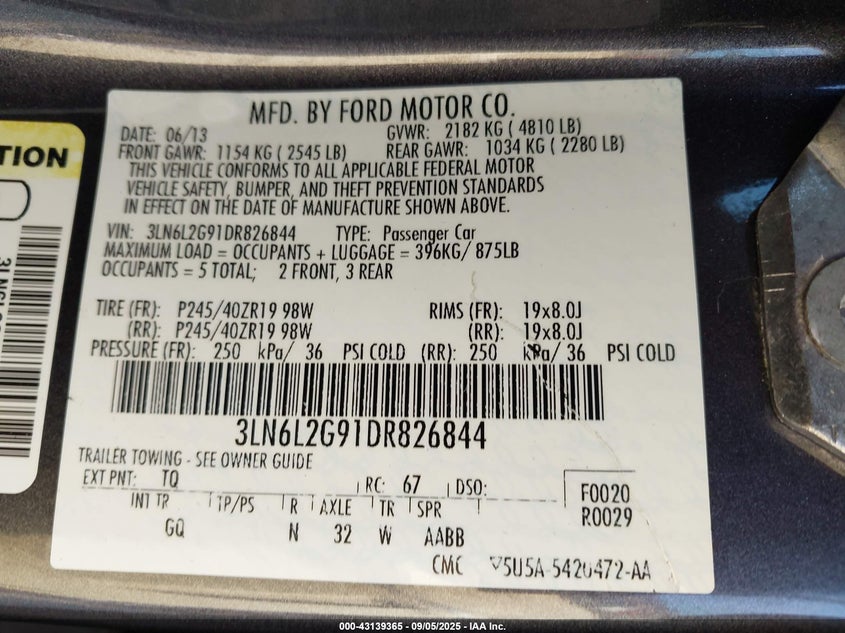 MFD. BY FORD MOTOR CO.
DATE: 06/13 GVWR: 2182 KG ( 4810 LB)
FRONT GAWR: 1154 KG ( 2545 LB) REAR GAWR: 1034 KG ( 2280 LB)
THIS VEHICLE CONFORMS TO ALL APPLICABLE FEDERAL MOTOR
VEHICLE SAFETY, BUMPER, AND THEFT PREVENTION STANDARDS
IN EFFECT ON THE DATE OF MANUFACTURE SHOWN ABOVE.
VIN: 3LN6L2G91DR826844 TYPE: Passenger Car
MAXIMUM LOAD = OCCUPANTS + LUGGAGE = 396KG/ 875LB
OCCUPANTS = 5 TOTAL; 2 FRONT, 3 REAR
TIRE (FR): P245/40ZR19 98W RIMS (FR): 19x8.0J
(RR): P245/40ZR19 98W (RR): 19x8.0J
PRESSURE (FR): 250 kPa/ 36 PSI COLD (RR): 250 kPa/ 36 PSI COLD
3LN6L2G91DR826844
TRAILER TOWING - SEE OWNER GUIDE
EXT PNT: TQ RC: 67 DSO: F0020
INT TR TP/PS R AXLE TR SPR R0029
GQ N 32 W AABB
CMC 5U5A-5420472-AA
TION
000-43139365 - 09/05/2025 - IAA Inc.